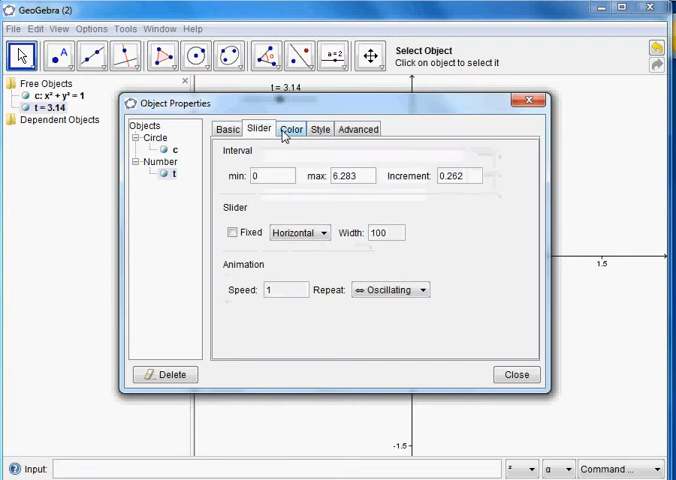 GeoGebra (2)
File Edit View Options Tools Window Help
a=2
Select Object
Click on object to select it
Free Objects
c: x² + y² = 1
t = 3.14
Dependent Objects
t = 3.14
Object Properties
Objects
Circle
c
Number
t
Basic Slider Color Style Advanced
Interval
min: 0 max: 6.283 Increment: 0.262
Slider
Fixed Horizontal Width: 100
Animation
Speed: 1 Repeat: ⇔ Oscillating
Delete
Close
1.5
-1.5
Input:
² α Command ...